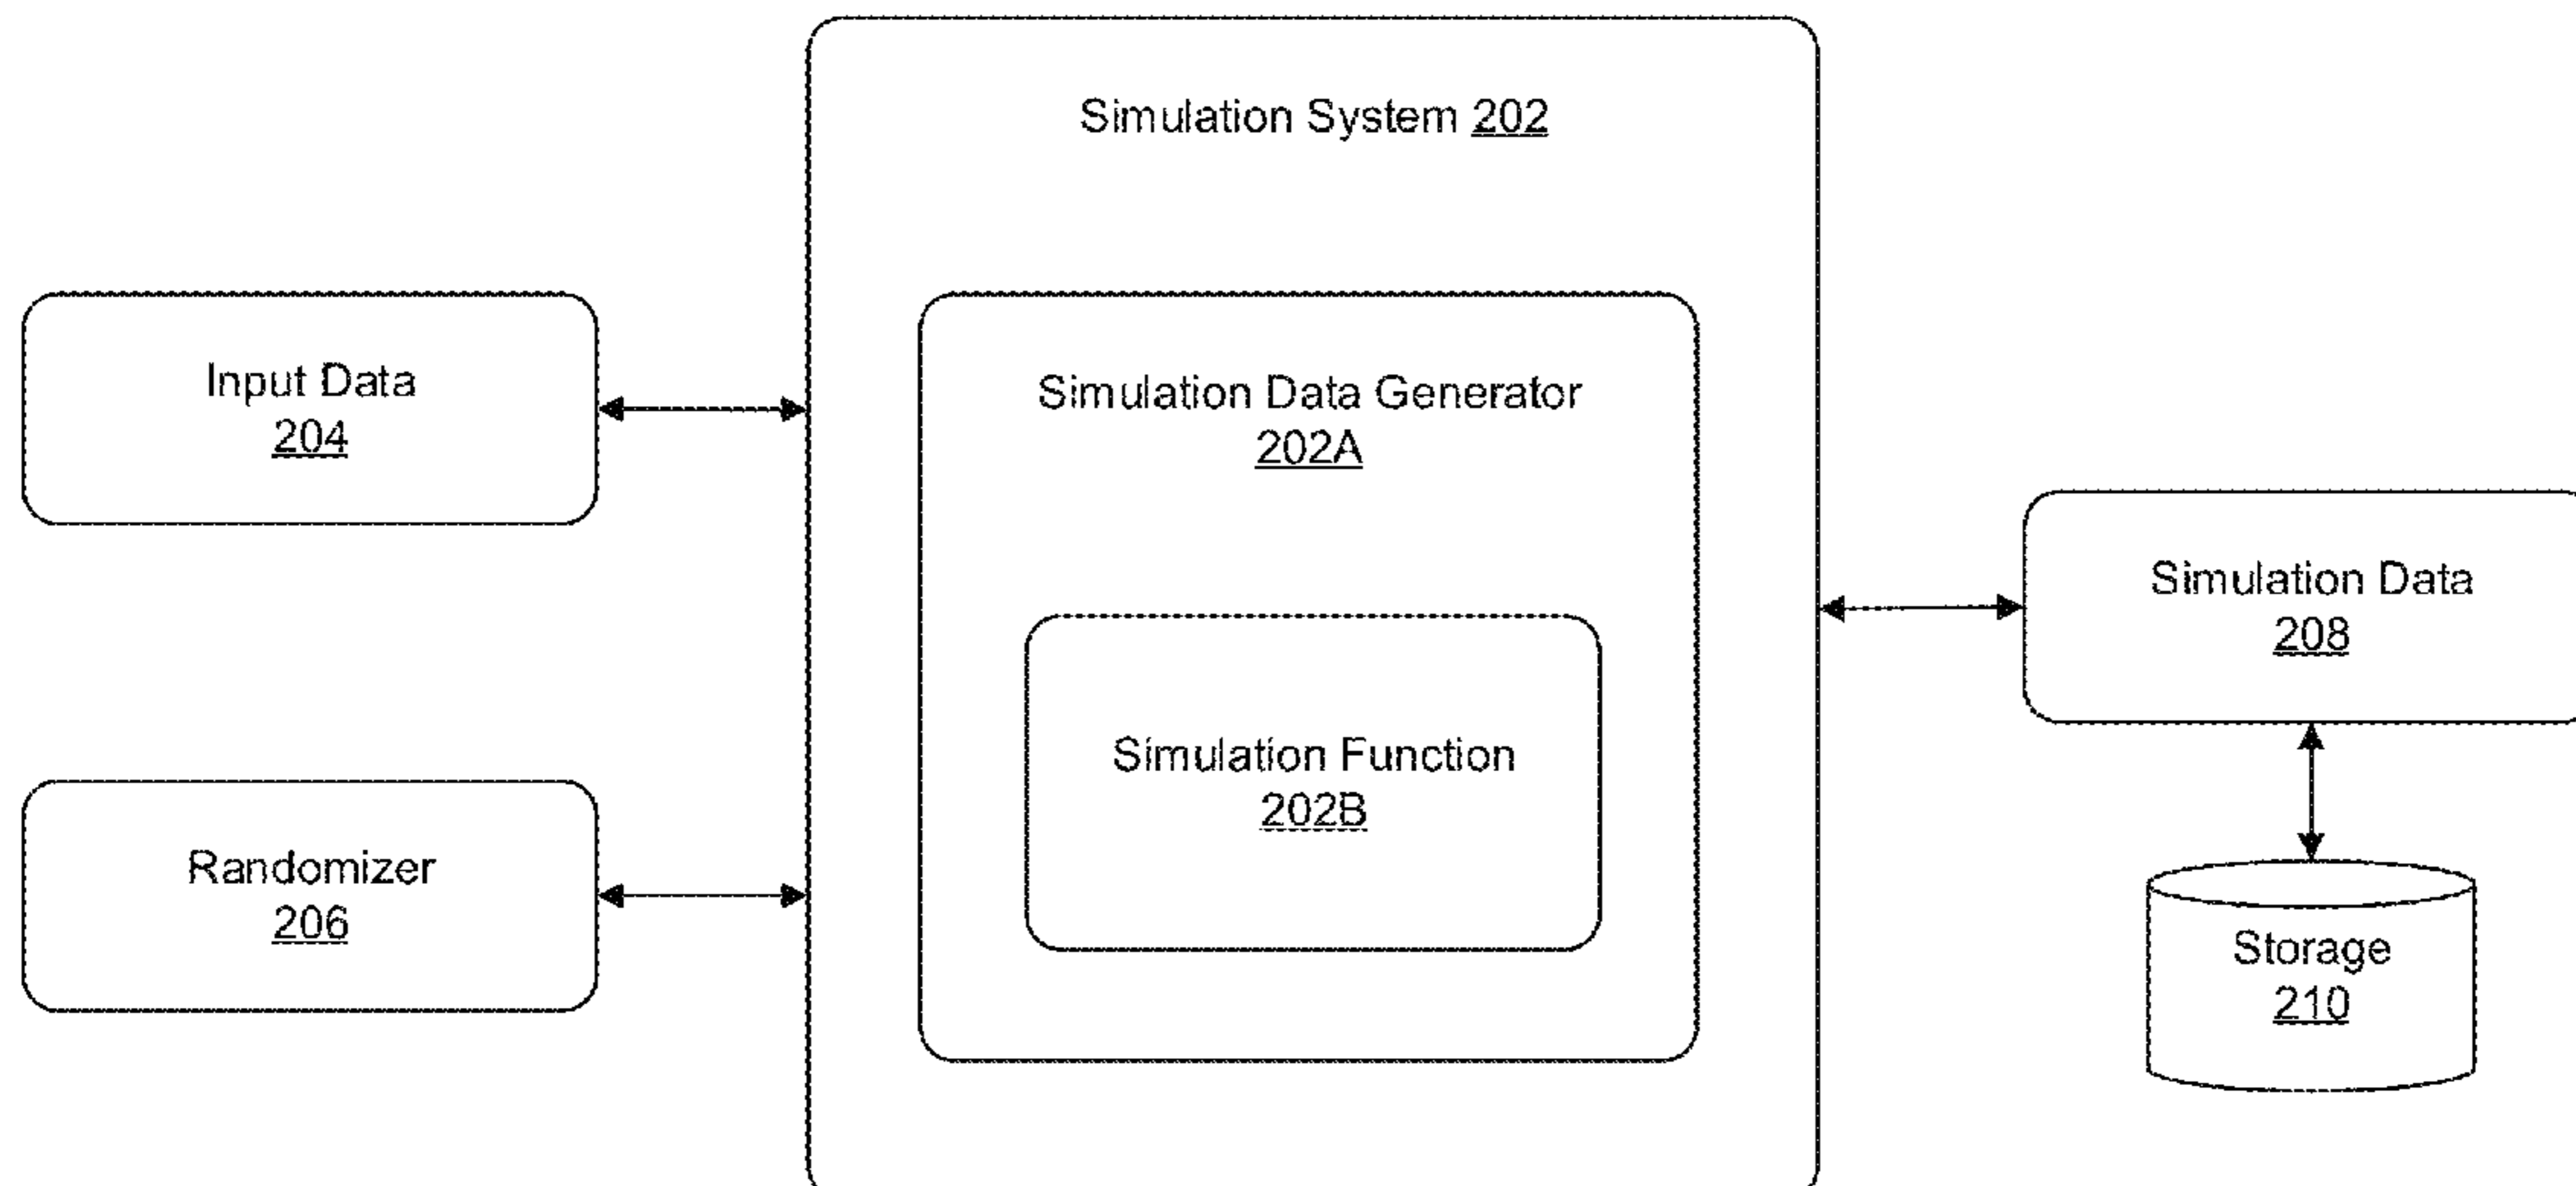 Simulation System 202
Input Data
204
Simulation Data Generator
202A
Simulation Data
208
Simulation Function
202B
Randomizer
206
Storage
210